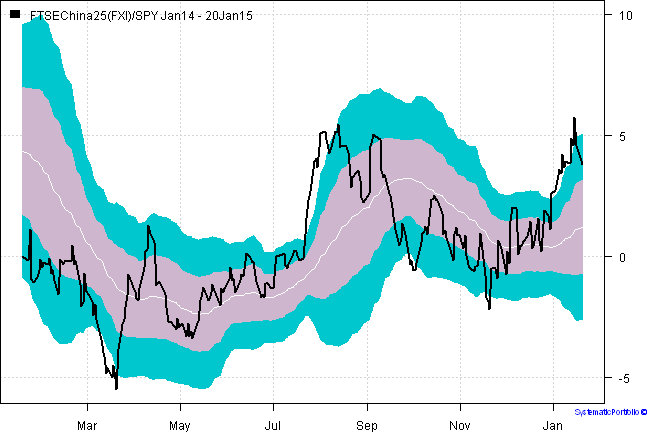 FTSEChina25(FXI)/SPY Jan14 - 20Jan15
10
5
0
-5
Mar May Jul Sep Nov Jan
SystematicPortfolio ©